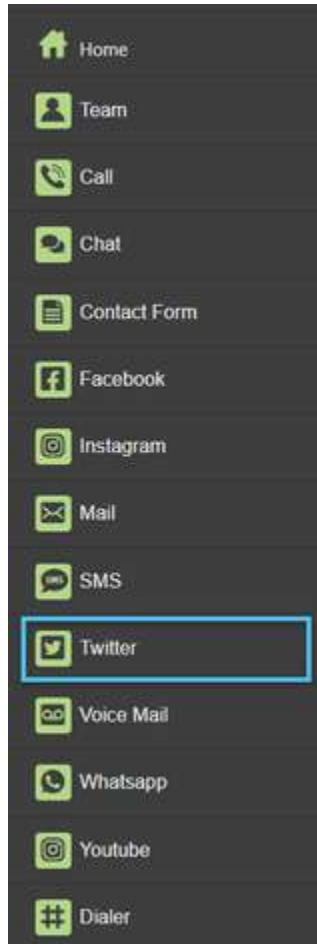 Home
Team
Call
Chat
Contact Form
Facebook
Instagram
Mail
SMS
Twitter
Voice Mail
Whatsapp
Youtube
Dialer